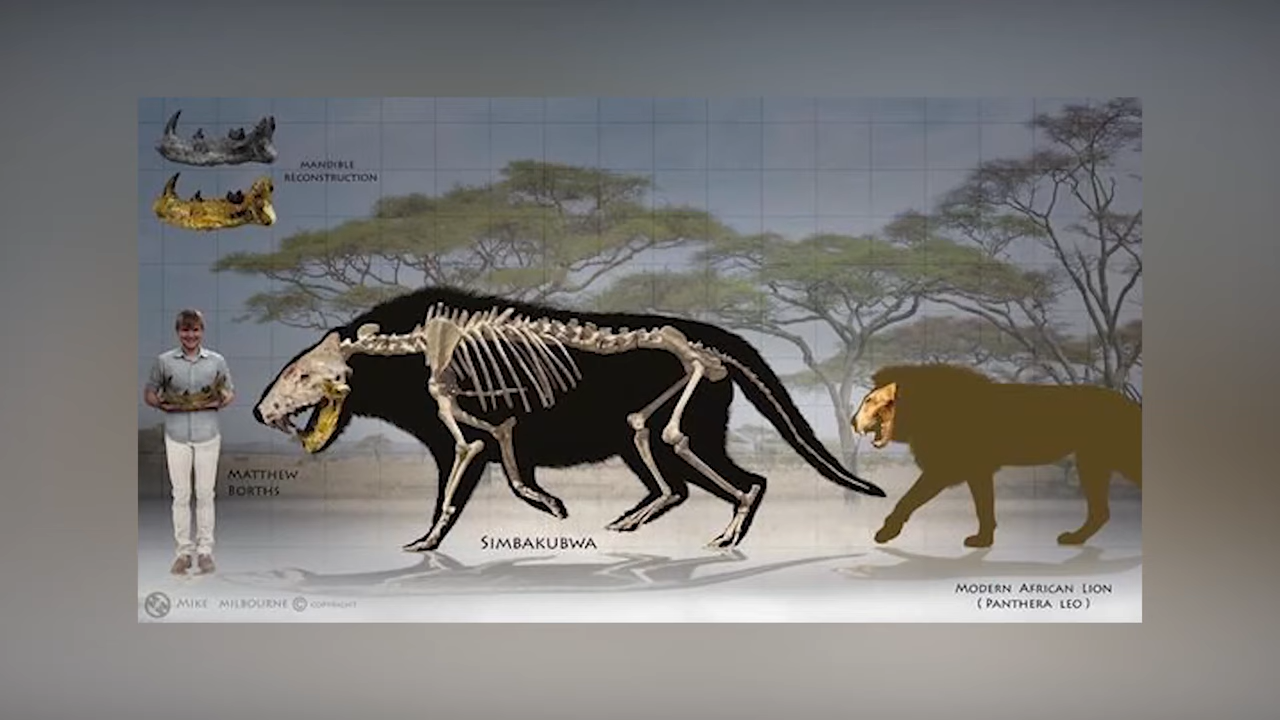 MANDIBLE
RECONSTRUCTION
MATTHEW
BORTHS
SIMBAKUBWA
MODERN AFRICAN LION
( PANTHERA LEO )
MIKE MILBOURNE © COPYRIGHT